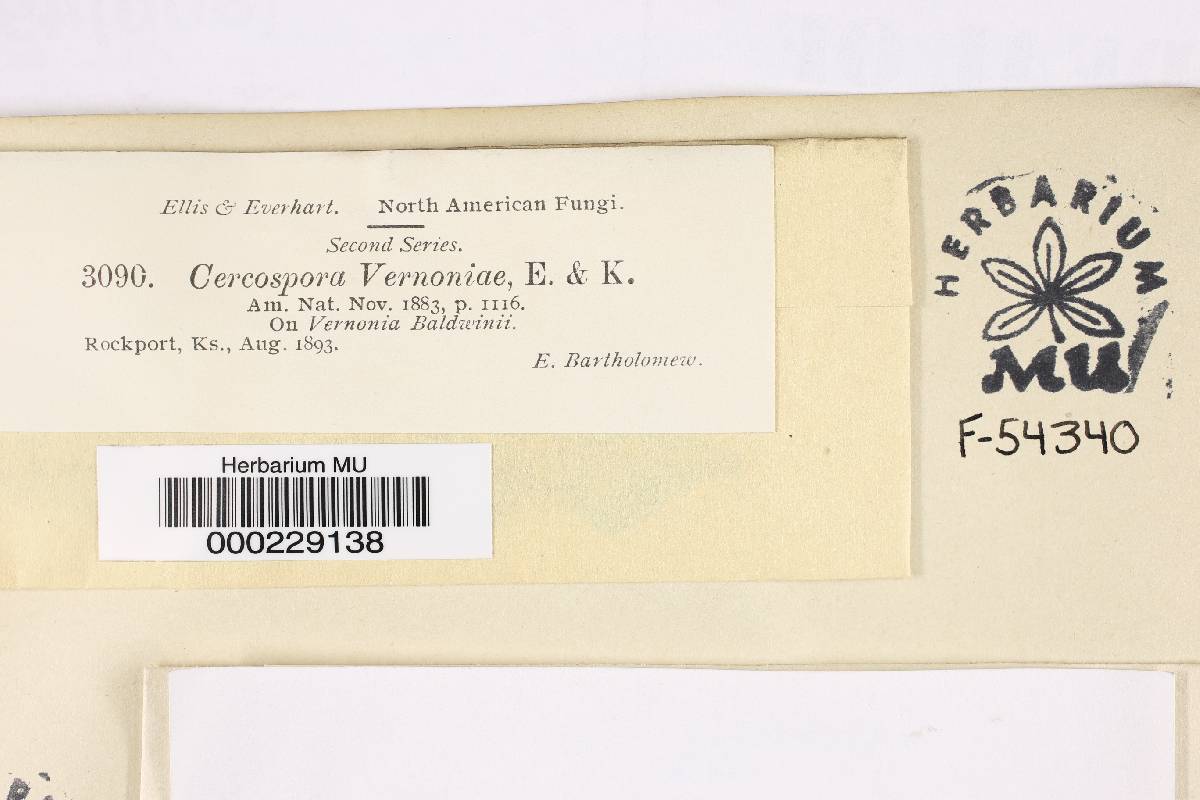 Ellis & Everhart. North American Fungi.
Second Series.
3090. Cercospora Vernoniae, E. & K.
Am. Nat. Nov. 1883, p. 1116.
On Vernonia Baldwinii.
Rockport, Ks., Aug. 1893.
E. Bartholomew.
HERBARIUM
MU
F-54340
Herbarium MU
000229138